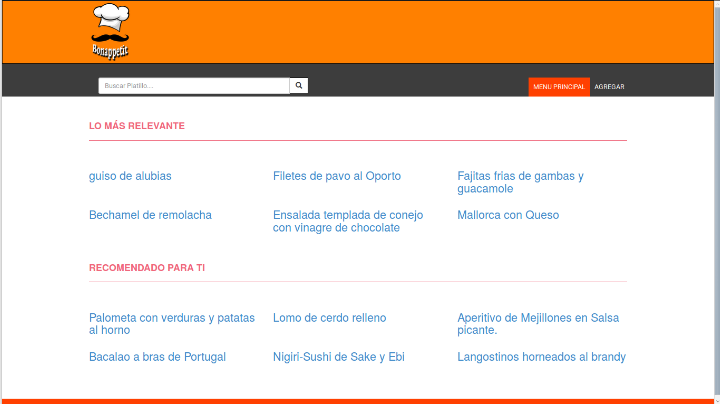 Bonappetit
Buscar Platillo...
MENU PRINCIPAL AGREGAR
LO MÁS RELEVANTE
guiso de alubias
Filetes de pavo al Oporto
Fajitas frias de gambas y
guacamole
Bechamel de remolacha
Ensalada templada de conejo
con vinagre de chocolate
Mallorca con Queso
RECOMENDADO PARA TI
Palometa con verduras y patatas
al horno
Lomo de cerdo relleno
Aperitivo de Mejillones en Salsa
picante.
Bacalao a bras de Portugal
Nigiri-Sushi de Sake y Ebi
Langostinos horneados al brandy